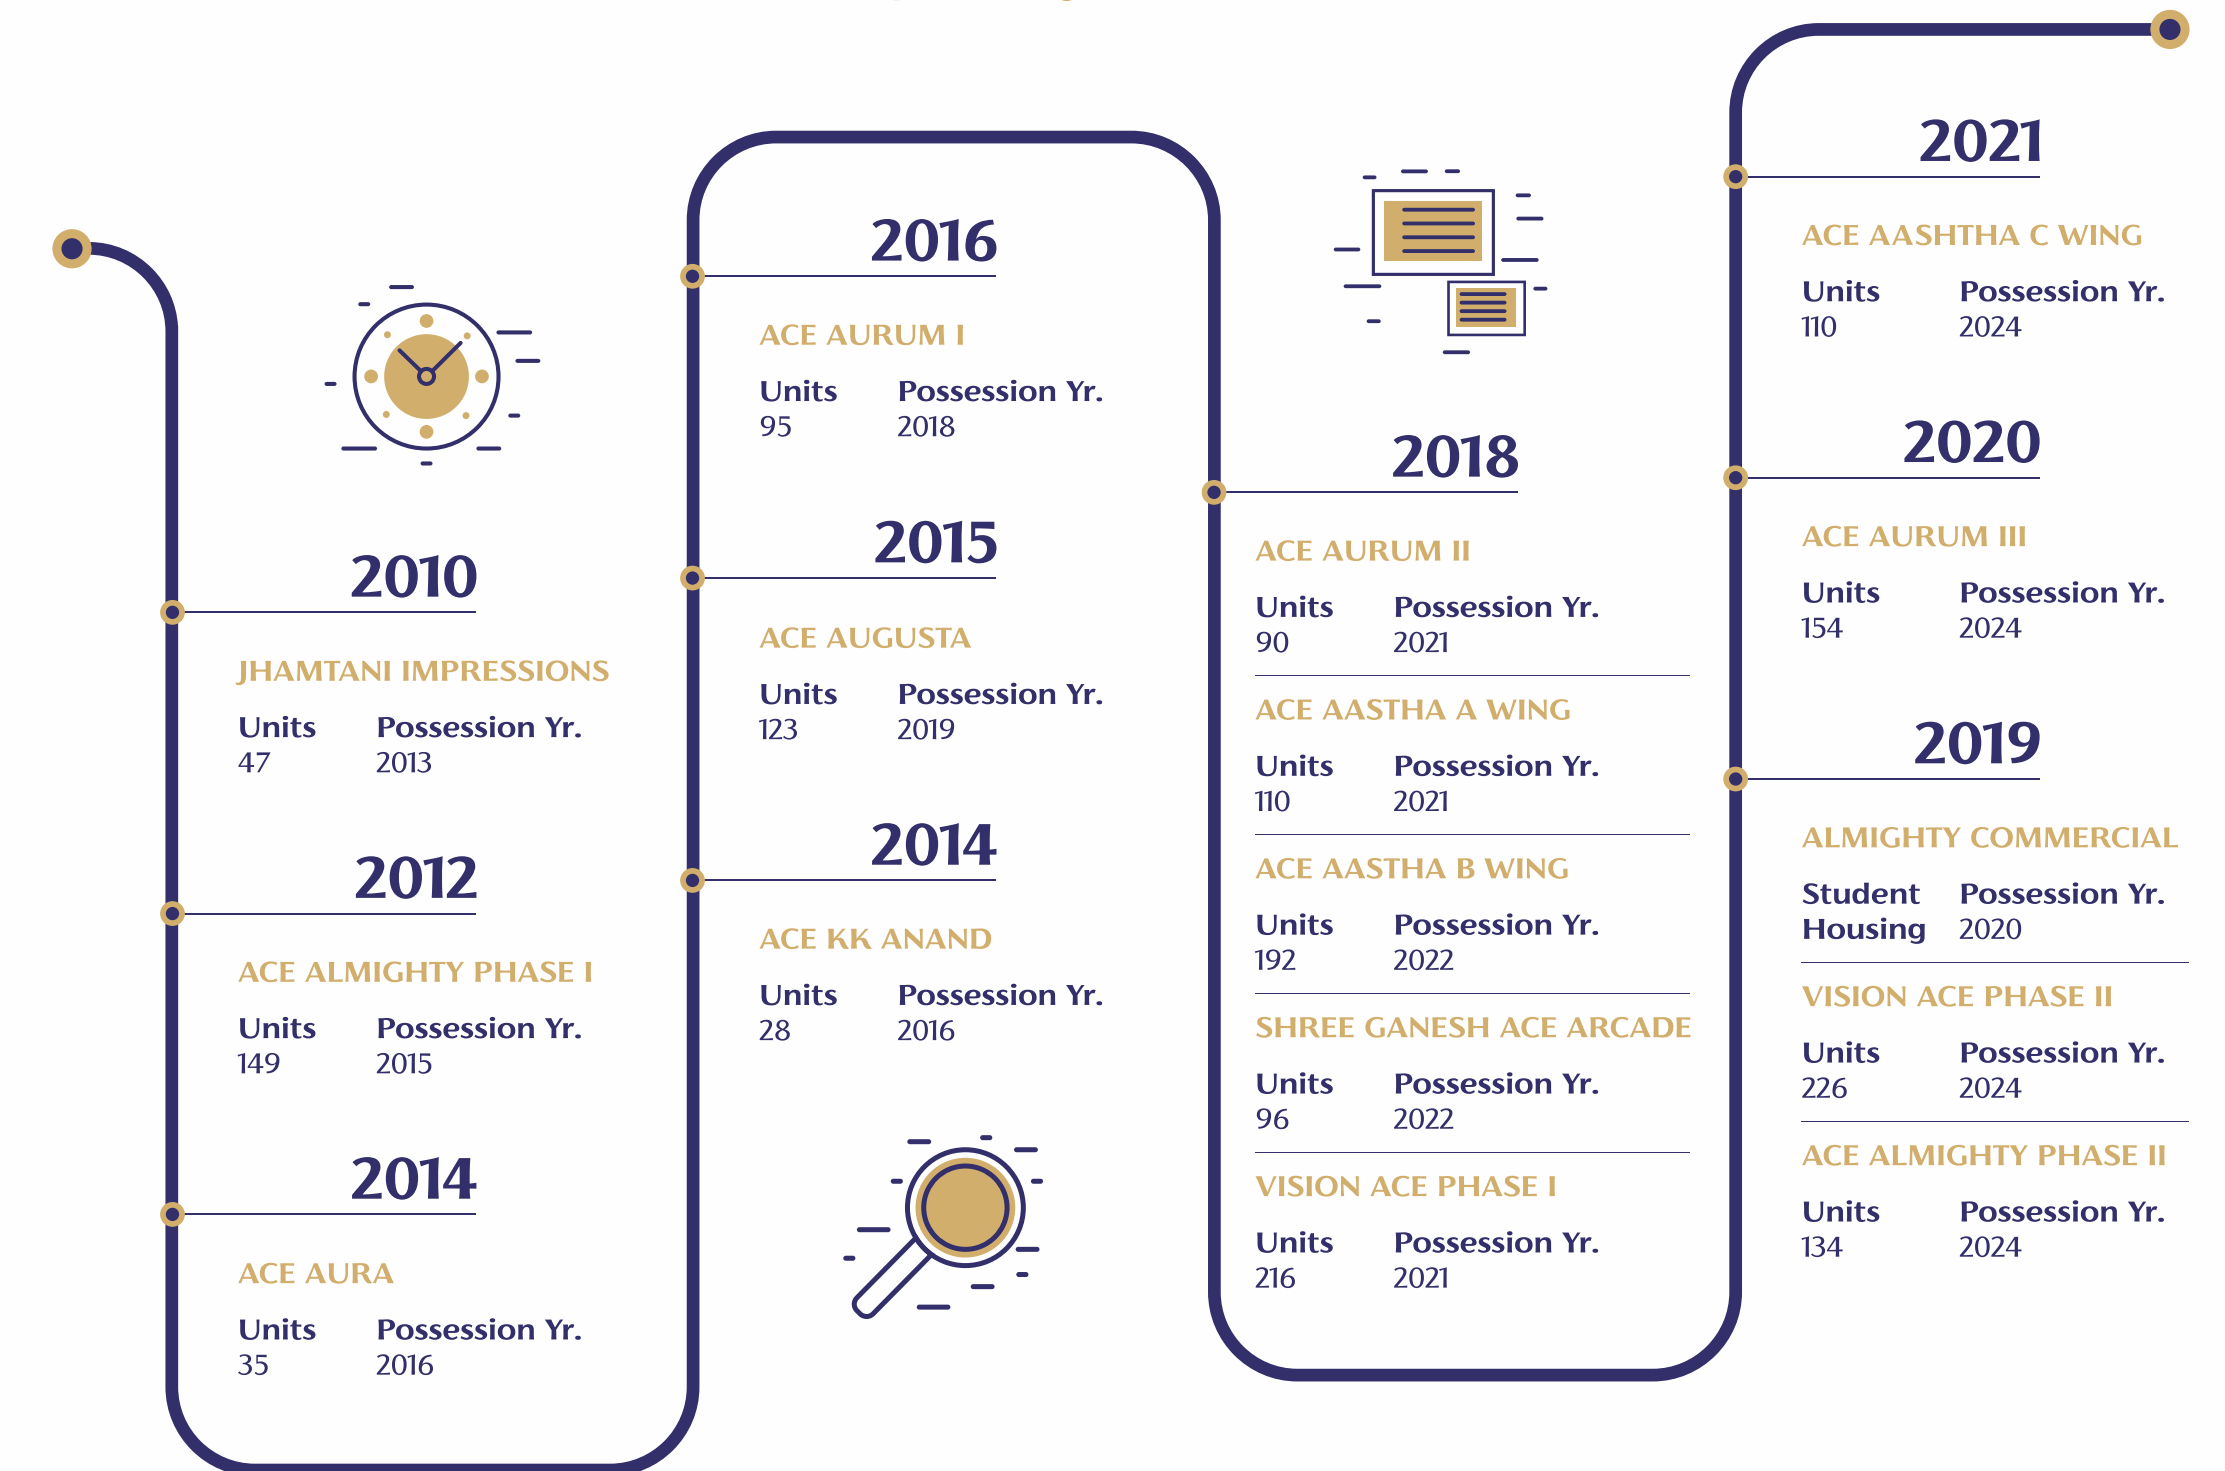 2010
JHAMTANI IMPRESSIONS
Units Possession Yr.
47 2013
2012
ACE ALMIGHTY PHASE I
Units Possession Yr.
149 2015
2014
ACE AURA
Units Possession Yr.
35 2016
2016
ACE AURUM I
Units Possession Yr.
95 2018
2015
ACE AUGUSTA
Units Possession Yr.
123 2019
2014
ACE KK ANAND
Units Possession Yr.
28 2016
2018
ACE AURUM II
Units Possession Yr.
90 2021
ACE AASTHA A WING
Units Possession Yr.
110 2021
ACE AASTHA B WING
Units Possession Yr.
192 2022
SHREE GANESH ACE ARCADE
Units Possession Yr.
96 2022
VISION ACE PHASE I
Units Possession Yr.
216 2021
2021
ACE AASHTHA C WING
Units Possession Yr.
110 2024
2020
ACE AURUM III
Units Possession Yr.
154 2024
2019
ALMIGHTY COMMERCIAL
Student Possession Yr.
Housing 2020
VISION ACE PHASE II
Units Possession Yr.
226 2024
ACE ALMIGHTY PHASE II
Units Possession Yr.
134 2024